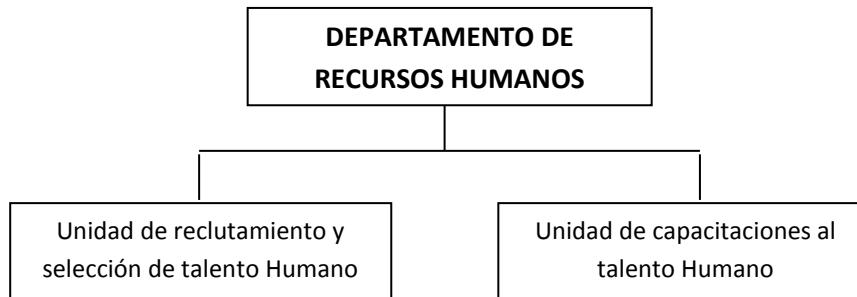 DEPARTAMENTO DE
RECURSOS HUMANOS
Unidad de reclutamiento y
selección de talento Humano
Unidad de capacitaciones al
talento Humano